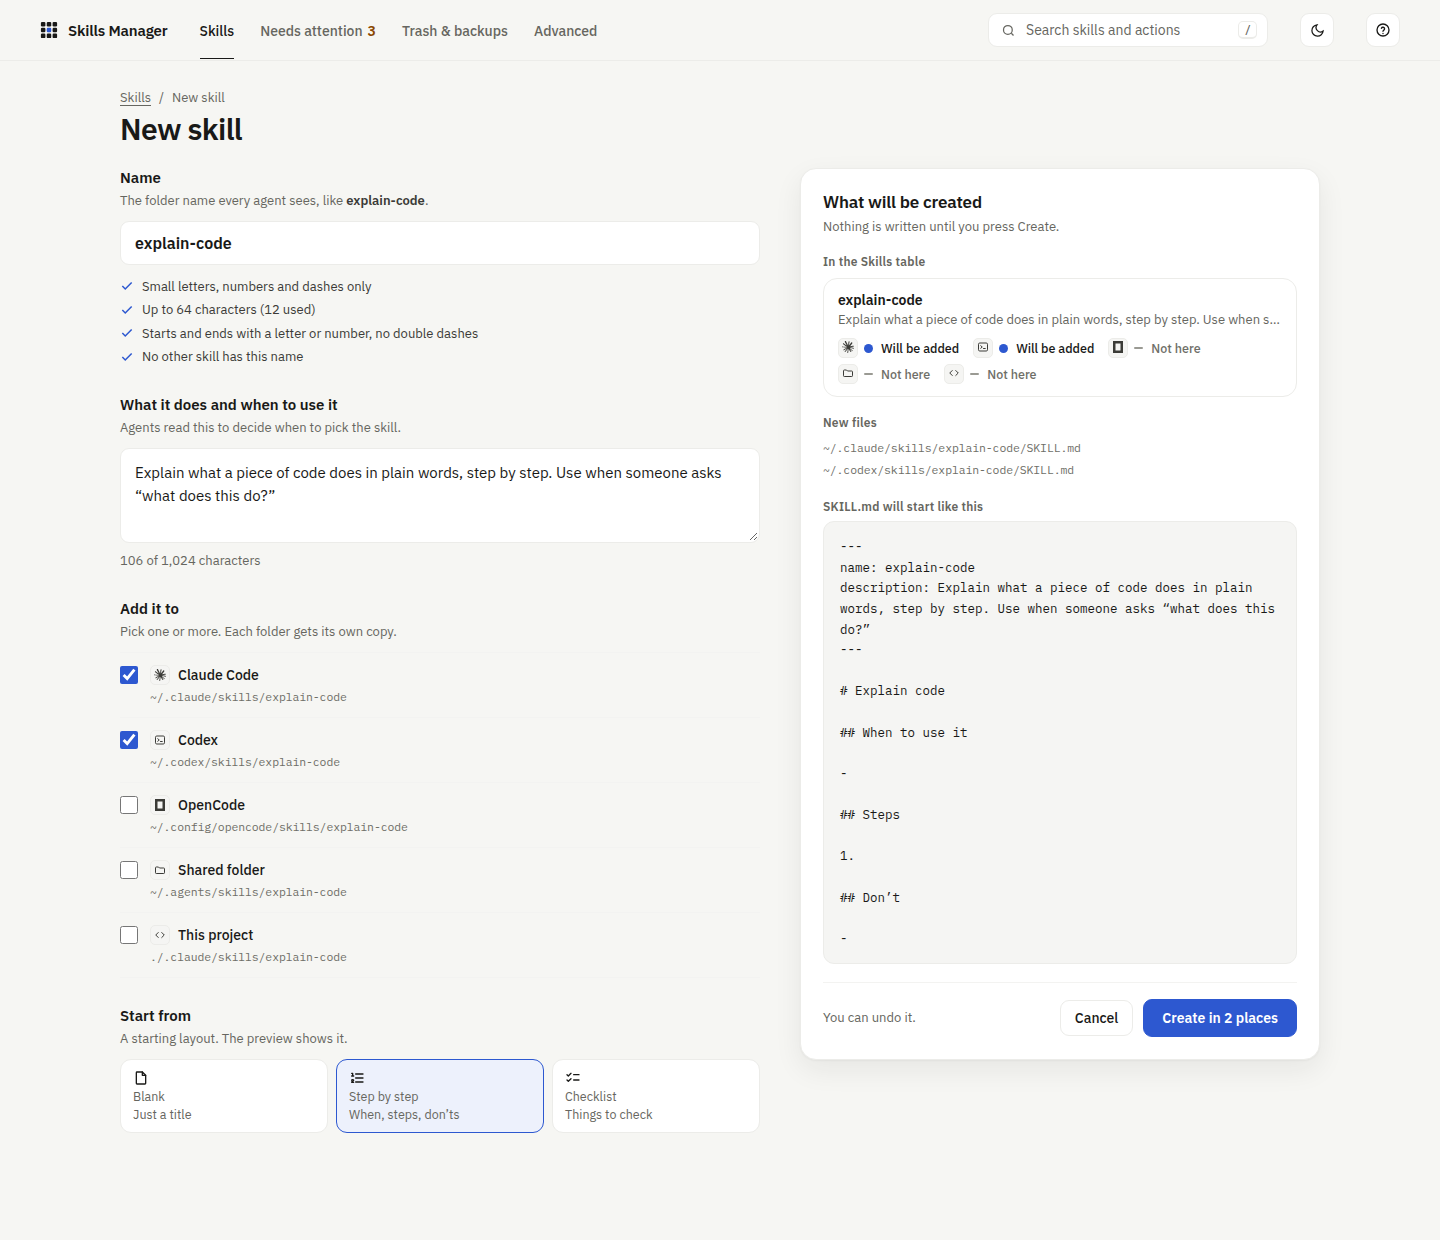 Skills Manager
Skills
Needs attention 3
Trash & backups
Advanced
Search skills and actions
/
Skills / New skill
New skill
Name
The folder name every agent sees, like explain-code.
explain-code
Small letters, numbers and dashes only
Up to 64 characters (12 used)
Starts and ends with a letter or number, no double dashes
No other skill has this name
What it does and when to use it
Agents read this to decide when to pick the skill.
Explain what a piece of code does in plain words, step by step. Use when someone asks
“what does this do?”
106 of 1,024 characters
Add it to
Pick one or more. Each folder gets its own copy.
Claude Code
~/.claude/skills/explain-code
Codex
~/.codex/skills/explain-code
OpenCode
~/.config/opencode/skills/explain-code
Shared folder
~/.agents/skills/explain-code
This project
./.claude/skills/explain-code
Start from
A starting layout. The preview shows it.
Blank
Just a title
Step by step
When, steps, don’ts
Checklist
Things to check
What will be created
Nothing is written until you press Create.
In the Skills table
explain-code
Explain what a piece of code does in plain words, step by step. Use when s...
Will be added
Will be added
Not here
Not here
Not here
New files
~/.claude/skills/explain-code/SKILL.md
~/.codex/skills/explain-code/SKILL.md
SKILL.md will start like this
---
name: explain-code
description: Explain what a piece of code does in plain
words, step by step. Use when someone asks “what does this
do?”
---
# Explain code
## When to use it
-
## Steps
1.
## Don’t
-
You can undo it.
Cancel
Create in 2 places